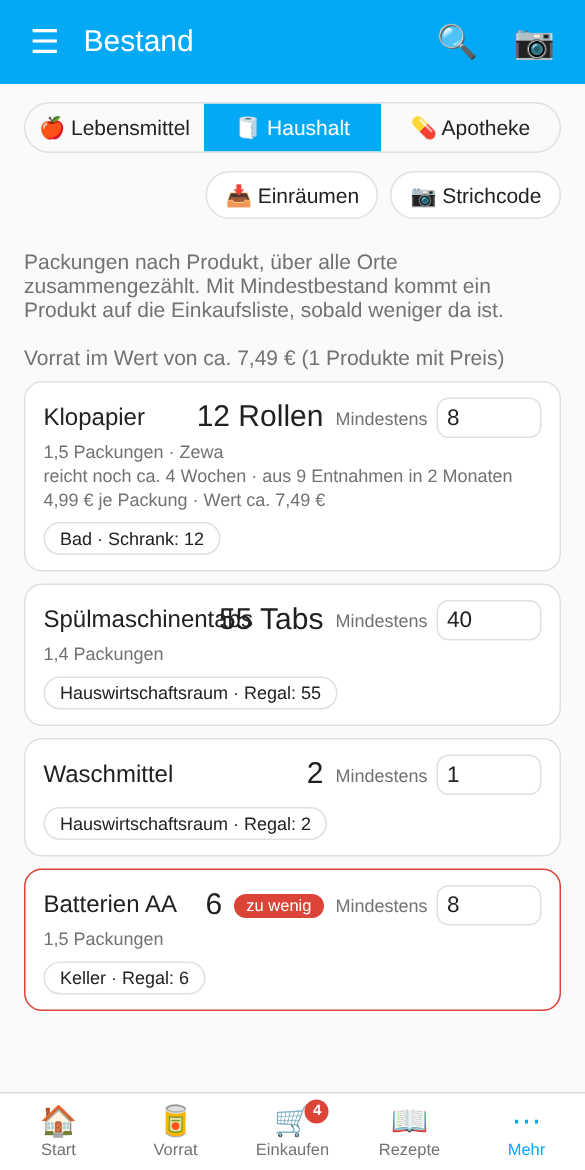 ☰ Bestand 🔍 📷
🍎 Lebensmittel 🧻 Haushalt 💊 Apotheke
📥 Einräumen 📷 Strichcode
Packungen nach Produkt, über alle Orte
zusammengezählt. Mit Mindestbestand kommt ein
Produkt auf die Einkaufsliste, sobald weniger da ist.
Vorrat im Wert von ca. 7,49 € (1 Produkte mit Preis)
Klopapier 12 Rollen Mindestens 8
1,5 Packungen · Zewa
reicht noch ca. 4 Wochen · aus 9 Entnahmen in 2 Monaten
4,99 € je Packung · Wert ca. 7,49 €
Bad · Schrank: 12
Spülmaschinentabs 55 Tabs Mindestens 40
1,4 Packungen
Hauswirtschaftsraum · Regal: 55
Waschmittel 2 Mindestens 1
Hauswirtschaftsraum · Regal: 2
Batterien AA 6 zu wenig Mindestens 8
1,5 Packungen
Keller · Regal: 6
4
Start Vorrat Einkaufen Rezepte Mehr